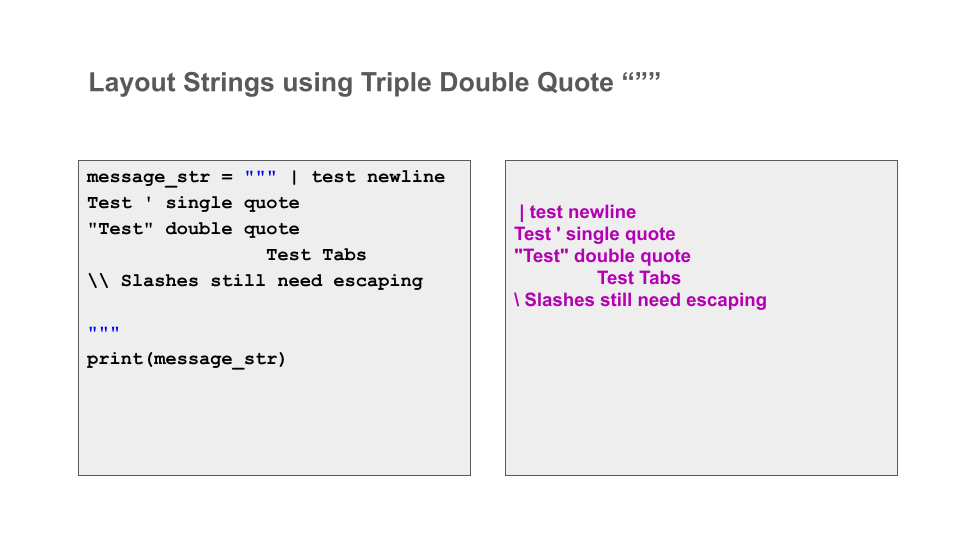 Layout Strings using Triple Double Quote “””
message_str = """ | test newline
Test ' single quote
"Test" double quote
Test Tabs
\\ Slashes still need escaping
"""
print(message_str)
| test newline
Test ' single quote
"Test" double quote
Test Tabs
\ Slashes still need escaping